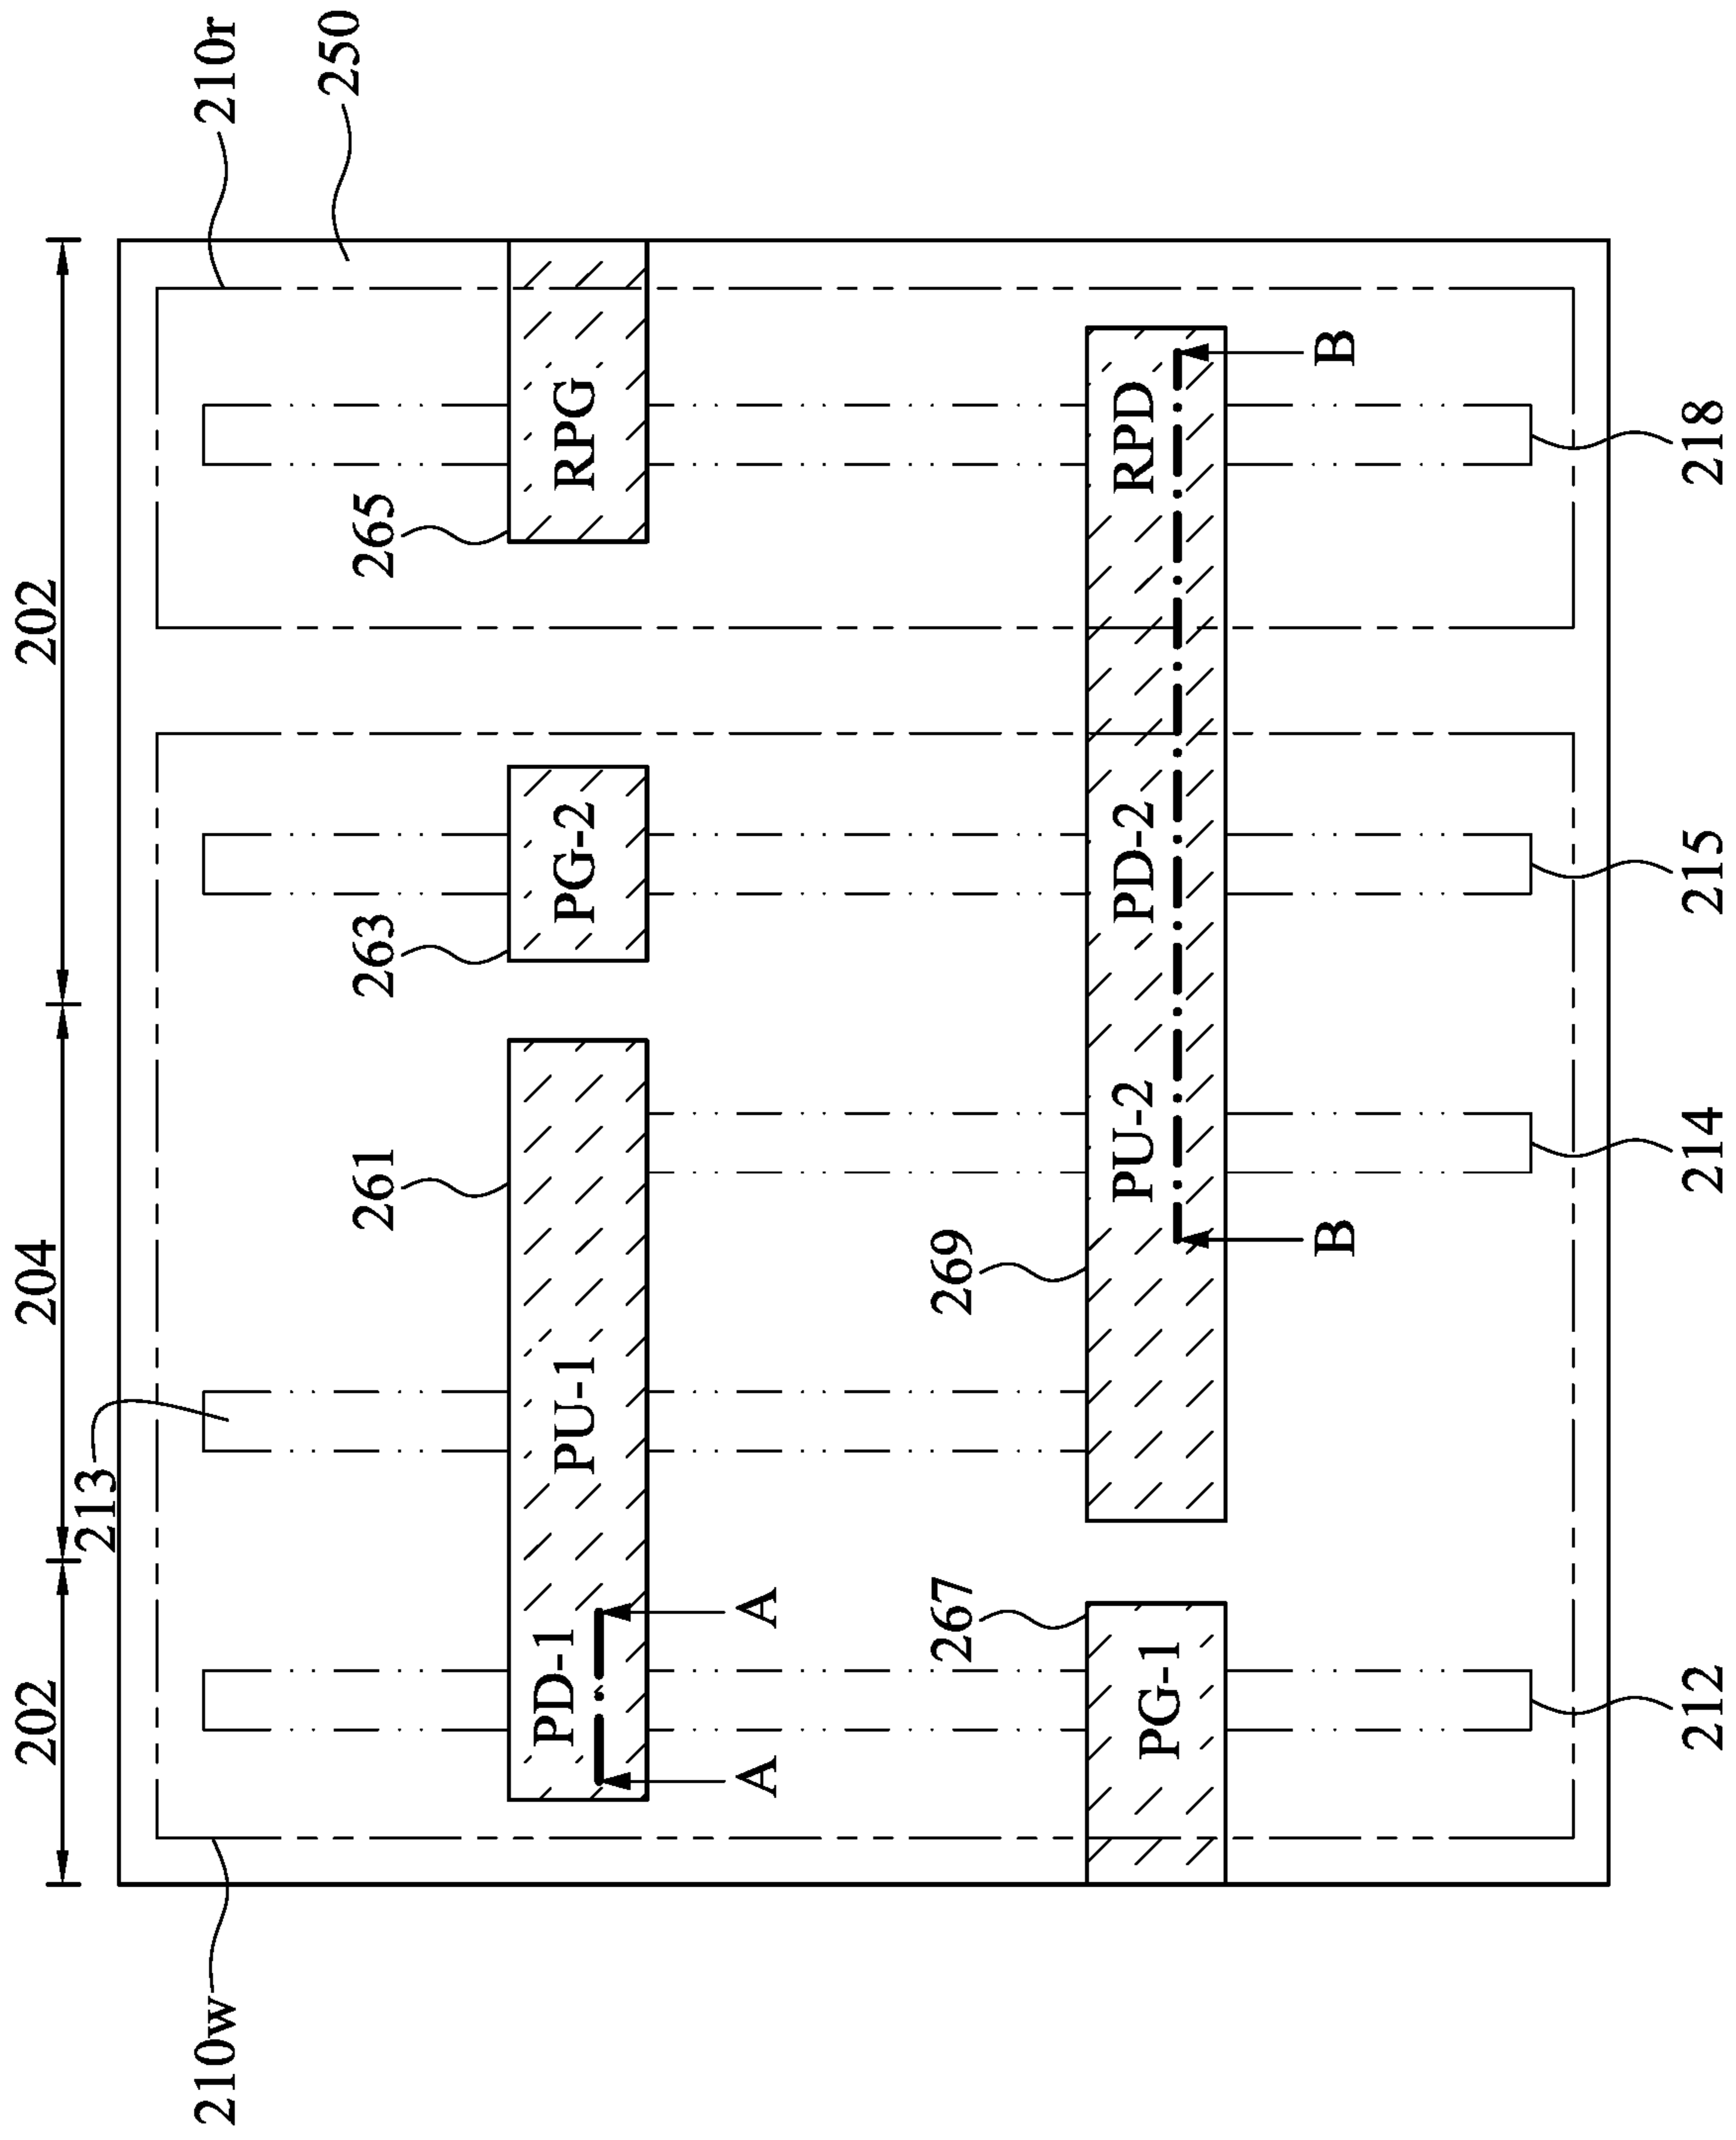 202 204 202
213
210w 210r
250
261 263 265
PD-1 PU-1 PG-2 RPG
A A
267 269
PG-1 PU-2 PD-2 RPD
B B
212 214 215 218